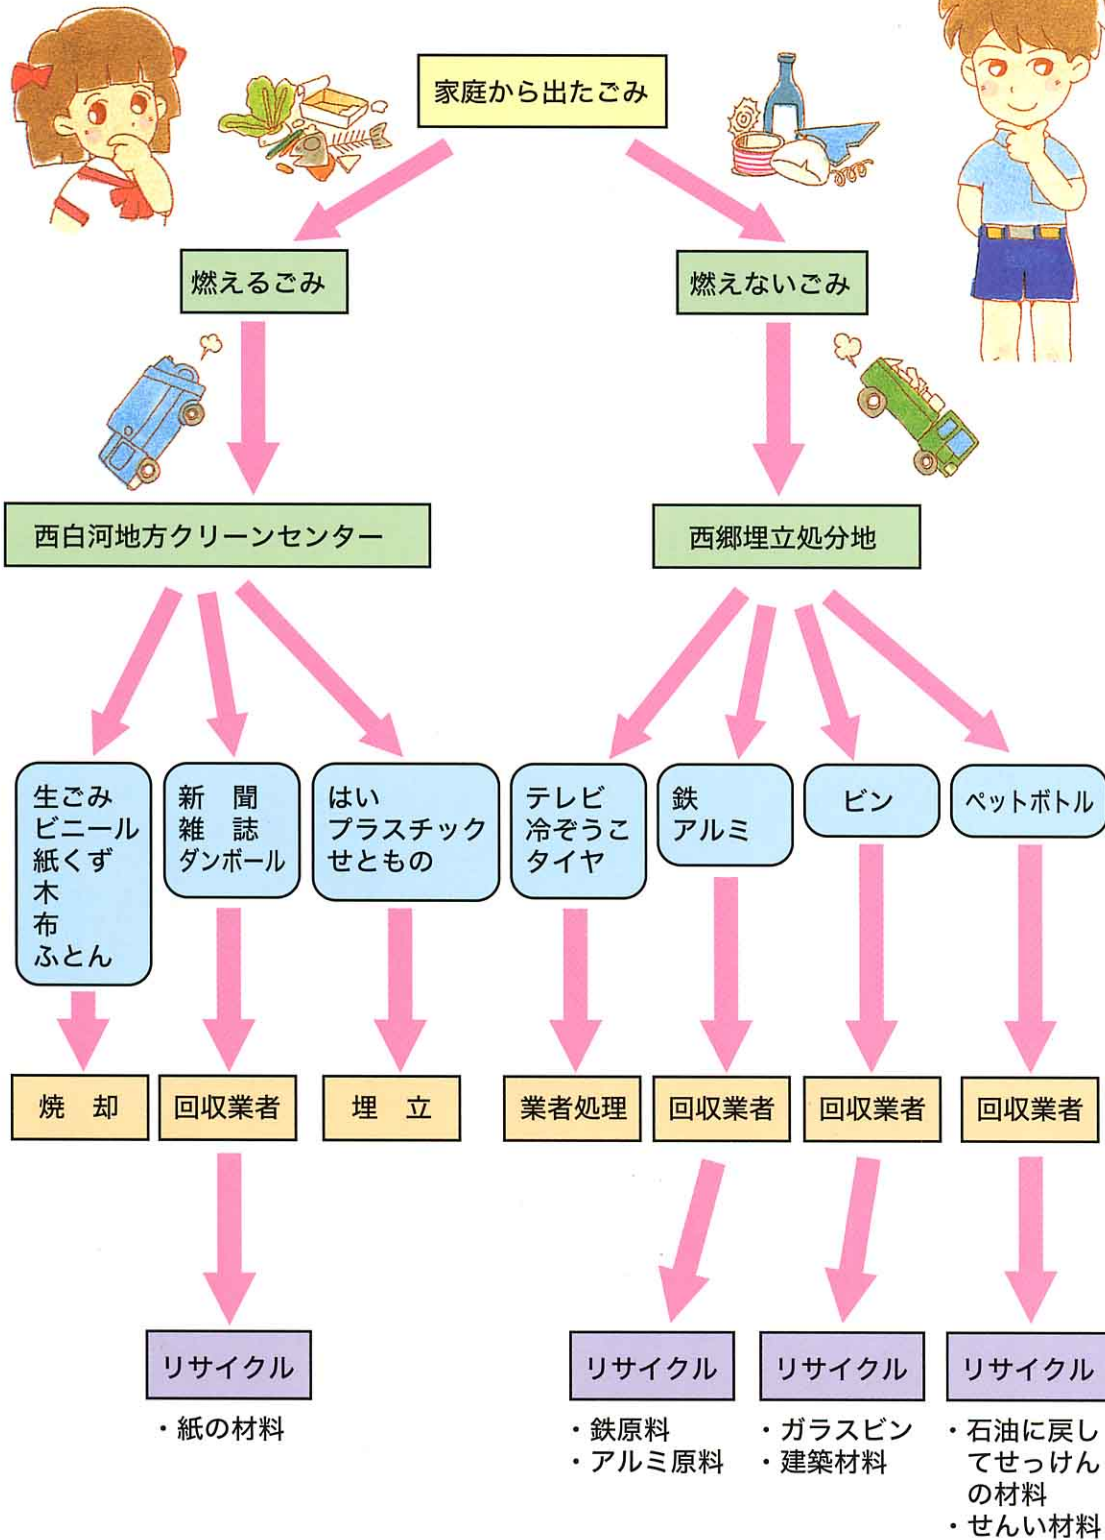 家庭から出たごみ
燃えるごみ
燃えないごみ
西白河地方クリーンセンター
西郷埋立処分地
生ごみ
ビニール
紙くず
木
布
ふとん
新　聞
雑　誌
ダンボール
はい
プラスチック
せともの
テレビ
冷ぞうこ
タイヤ
鉄
アルミ
ビン
ペットボトル
焼　却
回収業者
埋　立
業者処理
回収業者
回収業者
回収業者
リサイクル
・紙の材料
リサイクル
・鉄原料
・アルミ原料
リサイクル
・ガラスビン
・建築材料
リサイクル
・石油に戻し
てせっけん
の材料
・せんい材料